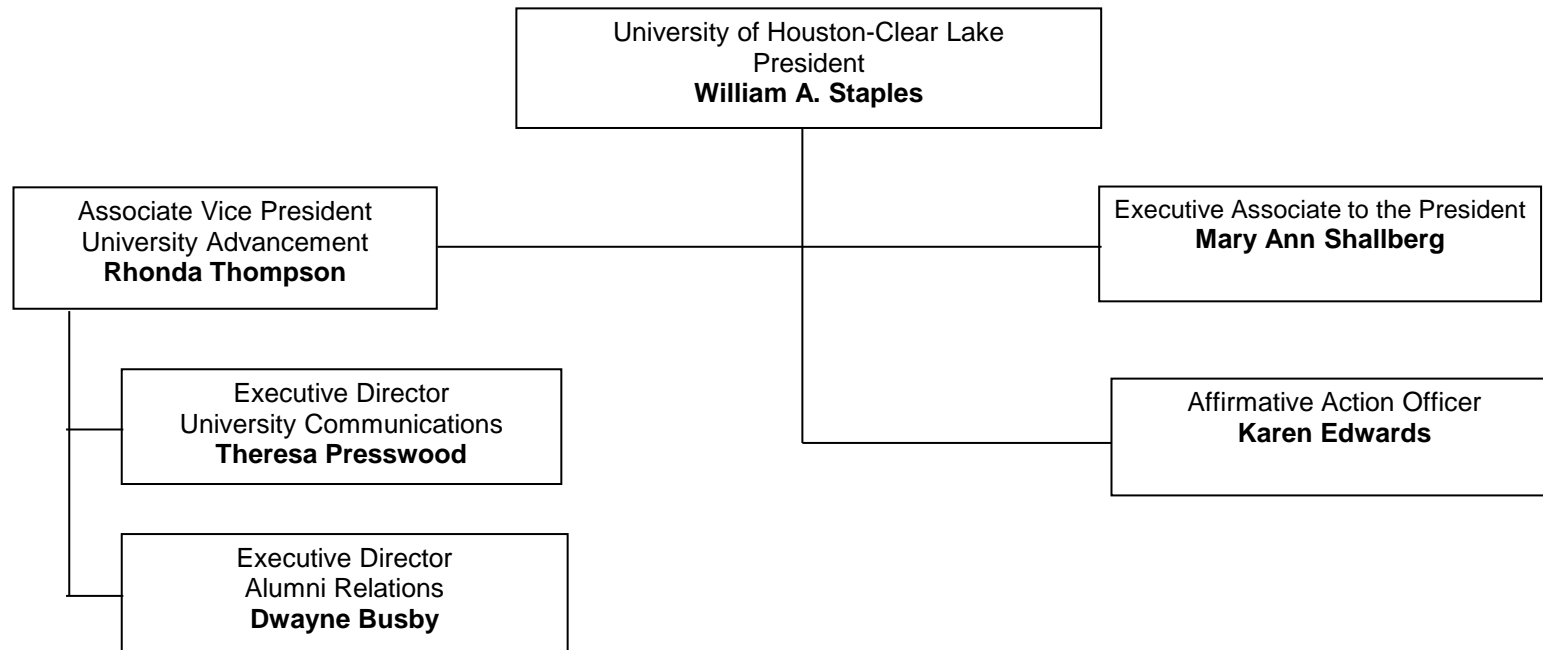 University of Houston-Clear Lake
President
William A. Staples
Associate Vice President
University Advancement
Rhonda Thompson
Executive Associate to the President
Mary Ann Shallberg
Executive Director
University Communications
Theresa Presswood
Affirmative Action Officer
Karen Edwards
Executive Director
Alumni Relations
Dwayne Busby